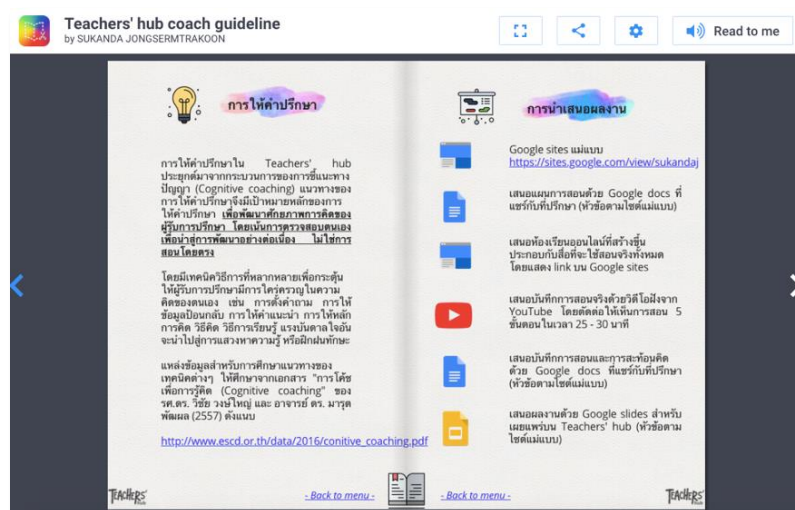 Teachers' hub coach guideline
by SUKANDA JONGSERMTRAKOON
Read to me
การให้คำปรึกษา
การให้คำปรึกษาใน Teachers' hub
ประยุกต์มาจากกระบวนการของการชี้แนะทาง
ปัญญา (Cognitive coaching) แนวทางของ
การให้คำปรึกษาจึงมีเป้าหมายหลักของการ
ให้คำปรึกษา เพื่อพัฒนาศักยภาพการคิดของ
ผู้รับการปรึกษา โดยเน้นการตรวจสอบตนเอง
เพื่อนำสู่การพัฒนาอย่างต่อเนื่อง ไม่ใช่การ
สอนโดยตรง
โดยมีเทคนิควิธีการที่หลากหลายเพื่อกระตุ้น
ให้ผู้รับการปรึกษามีการใคร่ครวญในความ
คิดของตนเอง เช่น การตั้งคำถาม การให้
ข้อมูลป้อนกลับ การให้คำแนะนำ การให้หลัก
การคิด วิธีคิด วิธีการเรียนรู้ แรงบันดาลใจอัน
จะนำไปสู่การแสวงหาความรู้ หรือฝึกฝนทักษะ
แหล่งข้อมูลสำหรับการศึกษาแนวทางของ
เทคนิคต่างๆ ให้ศึกษาจากเอกสาร "การโค้ช
เพื่อการรู้คิด (Cognitive coaching" ของ
รศ.ดร. วิชัย วงษ์ใหญ่ และ อาจารย์ ดร. มารุต
พัฒผล (2557) ดังแนบ
http://www.escd.or.th/data/2016/conitive_coaching.pdf
TEACHERS'
- Back to menu -
การนำเสนอผลงาน
Google sites แม่แบบ
https://sites.google.com/view/sukandaj
เสนอแผนการสอนด้วย Google docs ที่
แชร์กับที่ปรึกษา (หัวข้อตามไซต์แม่แบบ)
เสนอห้องเรียนออนไลน์ที่สร้างขึ้น
ประกอบกับสื่อที่จะใช้สอนจริงทั้งหมด
โดยแสดง link บน Google sites
เสนอบันทึกการสอนจริงด้วยวิดีโอฝังจาก
YouTube โดยตัดต่อให้เห็นการสอน 5
ขั้นตอนในเวลา 25 - 30 นาที
เสนอบันทึกการสอนและการสะท้อนคิด
ด้วย Google docs ที่แชร์กับที่ปรึกษา
(หัวข้อตามไซต์แม่แบบ)
เสนอผลงานด้วย Google slides สำหรับ
เผยแพร่บน Teachers' hub (หัวข้อตาม
ไซต์แม่แบบ)
- Back to menu -
TEACHERS'